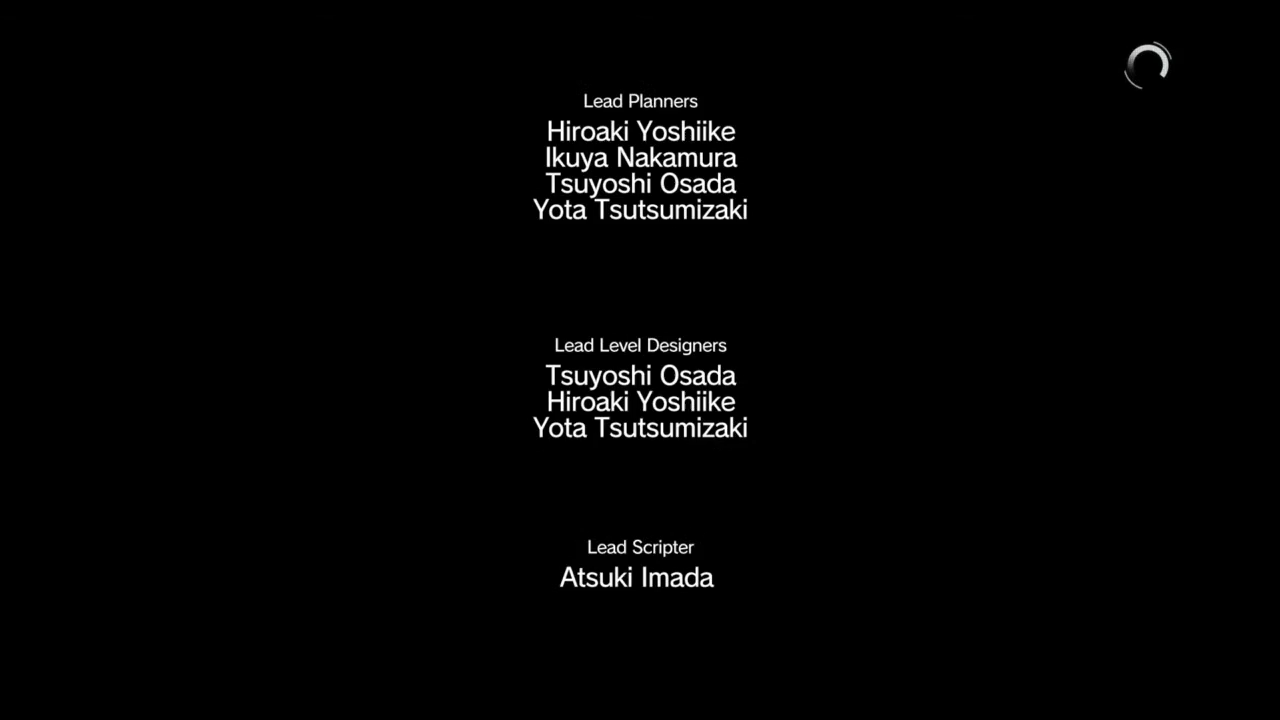 Lead Planners
Hiroaki Yoshiike
Ikuya Nakamura
Tsuyoshi Osada
Yota Tsutsumizaki
Lead Level Designers
Tsuyoshi Osada
Hiroaki Yoshiike
Yota Tsutsumizaki
Lead Scripter
Atsuki Imada